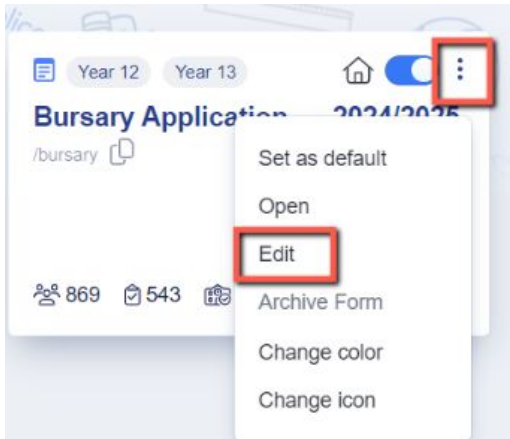 Year 12 Year 13
Bursary Application 2024/2025
/bursary
Set as default
Open
Edit
869 543
Archive Form
Change color
Change icon